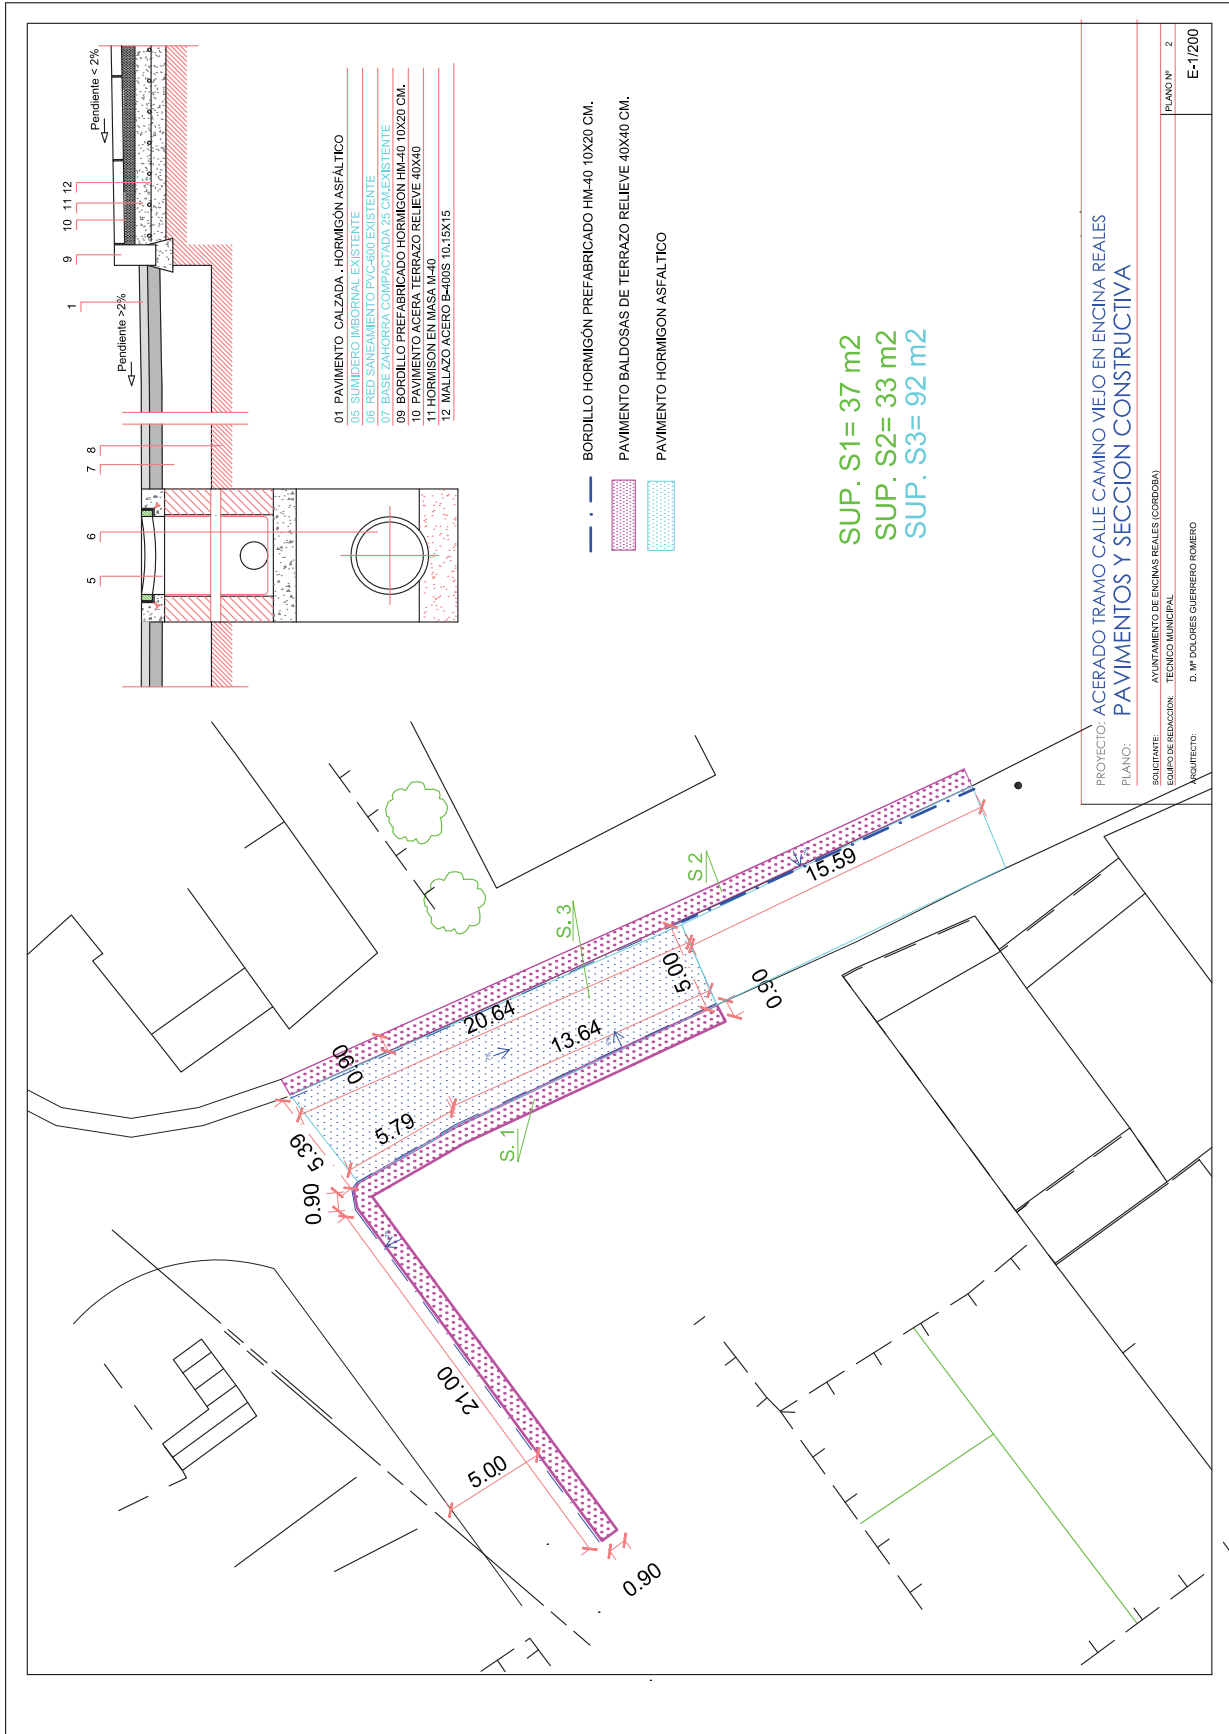 Pendiente >2%
Pendiente < 2%
5
6
7
8
1
9
10
11
12
01 PAVIMENTO CALZADA . HORMIGÓN ASFÁLTICO
05 SUMIDERO IMBORNAL EXISTENTE
06 RED SANEAMIENTO PVC-600 EXISTENTE
07 BASE ZAHORRA COMPACTADA 25 CM.EXISTENTE
09 BORDILLO PREFABRICADO HORMIGON HM-40 10X20 CM.
10 PAVIMENTO ACERA TERRAZO RELIEVE 40X40
11 HORMISON EN MASA M-40
12 MALLAZO ACERO B-400S 10.15X15
BORDILLO HORMIGÓN PREFABRICADO HM-40 10X20 CM.
PAVIMENTO BALDOSAS DE TERRAZO RELIEVE 40X40 CM.
PAVIMENTO HORMIGON ASFALTICO
SUP. S1= 37 m2
SUP. S2= 33 m2
SUP. S3= 92 m2
0.90
5.00
21.00
0.90
5.39
5.79
0.90
20.64
13.64
S.1
S.3
5.00
0.90
S 2
15.59
PROYECTO: ACERADO TRAMO CALLE CAMINO VIEJO EN ENCINA REALES
PLANO: PAVIMENTOS Y SECCION CONSTRUCTIVA
SOLICITANTE: AYUNTAMIENTO DE ENCINAS REALES (CORDOBA)
EQUIPO DE REDACCION: TECNICO MUNICIPAL
PLANO Nº 2
ARQUITECTO: D. Mª DOLORES GUERRERO ROMERO
E-1/200